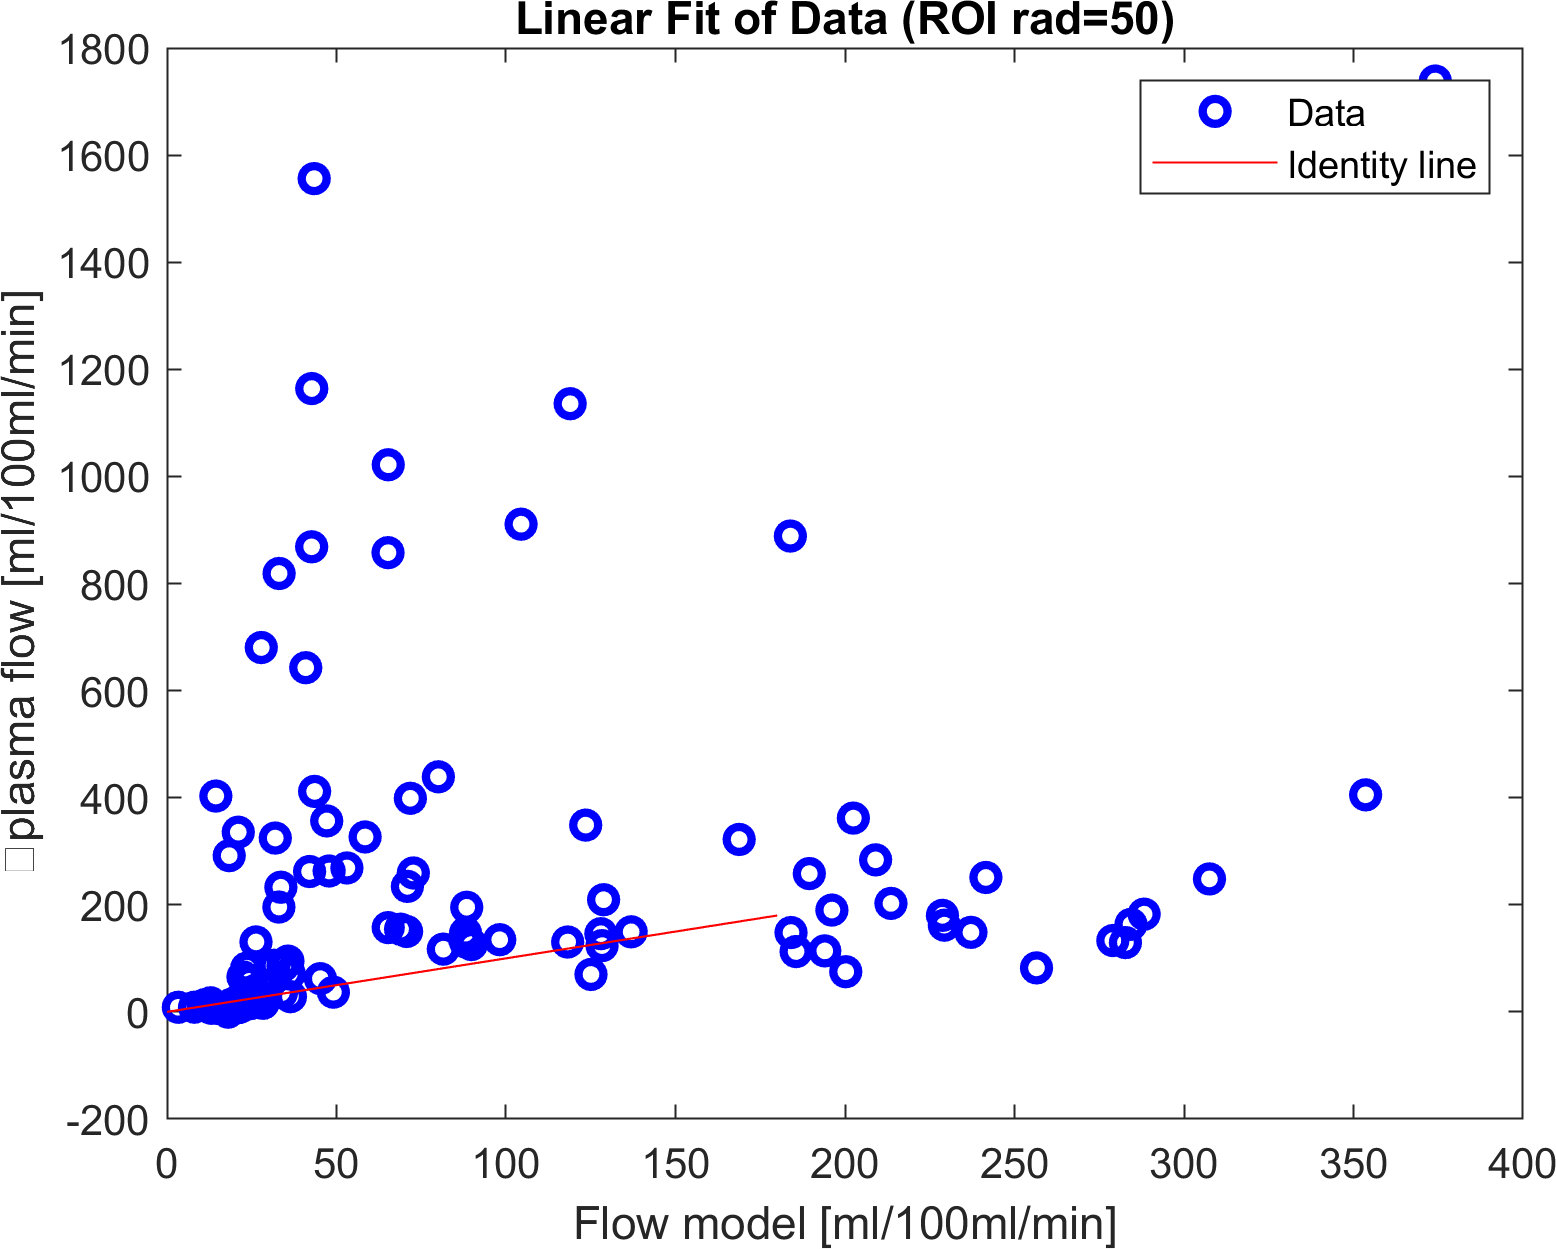 Linear Fit of Data (ROI rad=50)
1800
1600
1400
1200
1000
800
600
400
200
0
-200
□plasma flow [ml/100ml/min]
Data
Identity line
0 50 100 150 200 250 300 350 400
Flow model [ml/100ml/min]